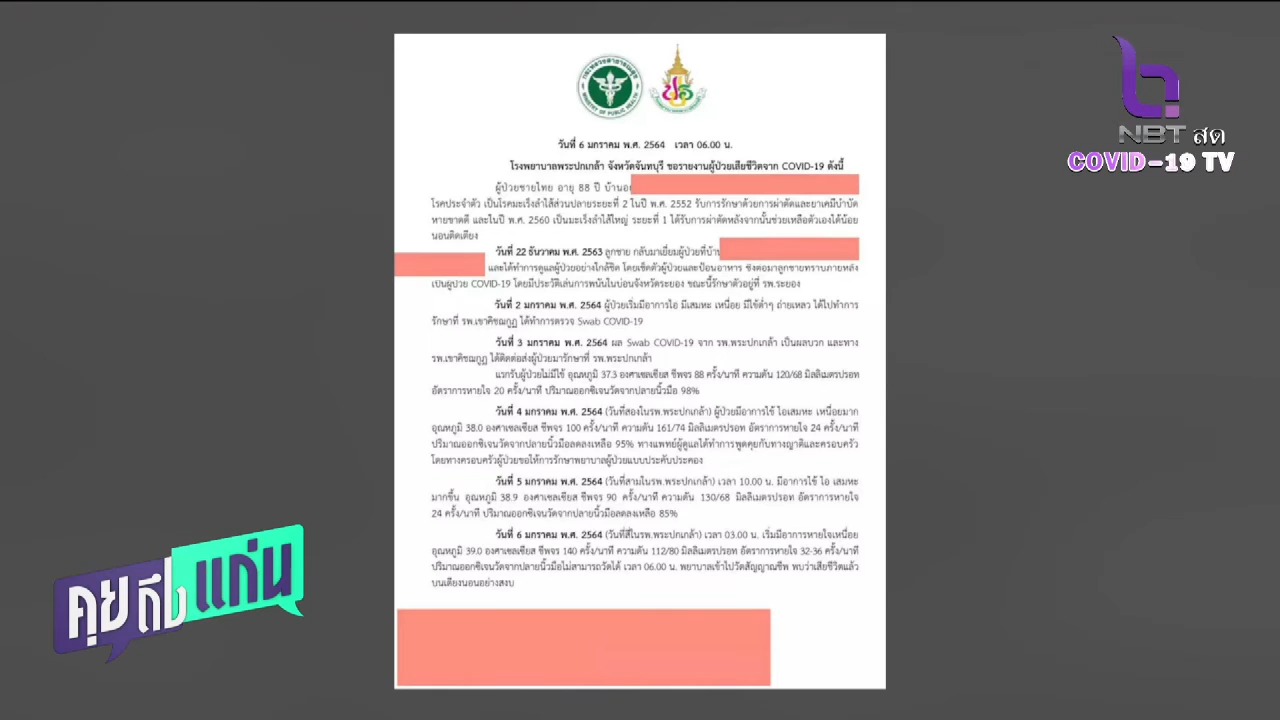 NBT สด
COVID-19 TV
MINISTRY OF PUBLIC HEALTH
วันที่ 6 มกราคม พ.ศ. 2564 เวลา 06.00 น.
โรงพยาบาลพระปกเกล้า จังหวัดจันทบุรี ขอรายงานผู้ป่วยเสียชีวิตจาก COVID-19 ดังนี้
ผู้ป่วยชายไทย อายุ 88 ปี
โรคประจำตัว เป็นโรคมะเร็งลำไส้ส่วนปลายระยะที่ 2 ในปี พ.ศ. 2552 รับการรักษาด้วยการผ่าตัดและยาเคมีบำบัด
หายขาดดี และในปี พ.ศ. 2560 เป็นมะเร็งลำไส้ใหญ่ ระยะที่ 1 ได้รับการผ่าตัดหลังจากนั้นช่วยเหลือตัวเองได้น้อย
นอนติดเตียง
วันที่ 22 ธันวาคม พ.ศ. 2563 ลูกชาย กลับมาเยี่ยมผู้ป่วยที่บ้าน
และได้ทำการดูแลผู้ป่วยอย่างใกล้ชิด โดยเช็ดตัวผู้ป่วยและป้อนอาหาร ซึ่งต่อมาลูกชายทราบภายหลัง
เป็นผู้ป่วย COVID-19 โดยมีประวัติเล่นการพนันในบ่อนจังหวัดระยอง ขณะนี้รักษาตัวอยู่ที่ รพ.ระยอง
วันที่ 2 มกราคม พ.ศ. 2564 ผู้ป่วยเริ่มมีอาการไอ มีเสมหะ เหนื่อย มีไข้ต่ำๆ ถ่ายเหลว ได้ไปทำการ
รักษาที่ รพ.เขาคิชฌกูฏ ได้ทำการตรวจ Swab COVID-19
วันที่ 3 มกราคม พ.ศ. 2564 ผล Swab COVID-19 จาก รพ.พระปกเกล้า เป็นผลบวก และทาง
รพ.เขาคิชฌกูฏ ได้ติดต่อส่งผู้ป่วยมารักษาที่ รพ.พระปกเกล้า
แรกรับผู้ป่วยไม่มีไข้ อุณหภูมิ 37.3 องศาเซลเซียส ชีพจร 88 ครั้ง/นาที ความดัน 120/68 มิลลิเมตรปรอท
อัตราการหายใจ 20 ครั้ง/นาที ปริมาณออกซิเจนวัดจากปลายนิ้วมือ 98%
วันที่ 4 มกราคม พ.ศ. 2564 (วันที่สองในรพ.พระปกเกล้า) ผู้ป่วยมีอาการไข้ ไอเสมหะ เหนื่อยมาก
อุณหภูมิ 38.0 องศาเซลเซียส ชีพจร 100 ครั้ง/นาที ความดัน 161/74 มิลลิเมตรปรอท อัตราการหายใจ 24 ครั้ง/นาที
ปริมาณออกซิเจนวัดจากปลายนิ้วมือลดลงเหลือ 95% ทางแพทย์ผู้ดูแลได้ทำการพูดคุยกับทางญาติและครอบครัว
โดยทางครอบครัวผู้ป่วยขอให้การรักษาพยาบาลผู้ป่วยแบบประคับประคอง
วันที่ 5 มกราคม พ.ศ. 2564 (วันที่สามในรพ.พระปกเกล้า) เวลา 10.00 น. มีอาการไข้ ไอ เสมหะ
มากขึ้น อุณหภูมิ 38.9 องศาเซลเซียส ชีพจร 90 ครั้ง/นาที ความดัน 130/68 มิลลิเมตรปรอท อัตราการหายใจ
24 ครั้ง/นาที ปริมาณออกซิเจนวัดจากปลายนิ้วมือลดลงเหลือ 85%
วันที่ 6 มกราคม พ.ศ. 2564 (วันที่สี่ในรพ.พระปกเกล้า) เวลา 03.00 น. เริ่มมีอาการหายใจเหนื่อย
อุณหภูมิ 39.0 องศาเซลเซียส ชีพจร 140 ครั้ง/นาที ความดัน 112/80 มิลลิเมตรปรอท อัตราการหายใจ 32-36 ครั้ง/นาที
ปริมาณออกซิเจนวัดจากปลายนิ้วมือไม่สามารถวัดได้ เวลา 06.00 น. พยาบาลเข้าไปวัดสัญญาณชีพ พบว่าเสียชีวิตแล้ว
บนเตียงนอนอย่างสงบ
คุยถึงแก่น